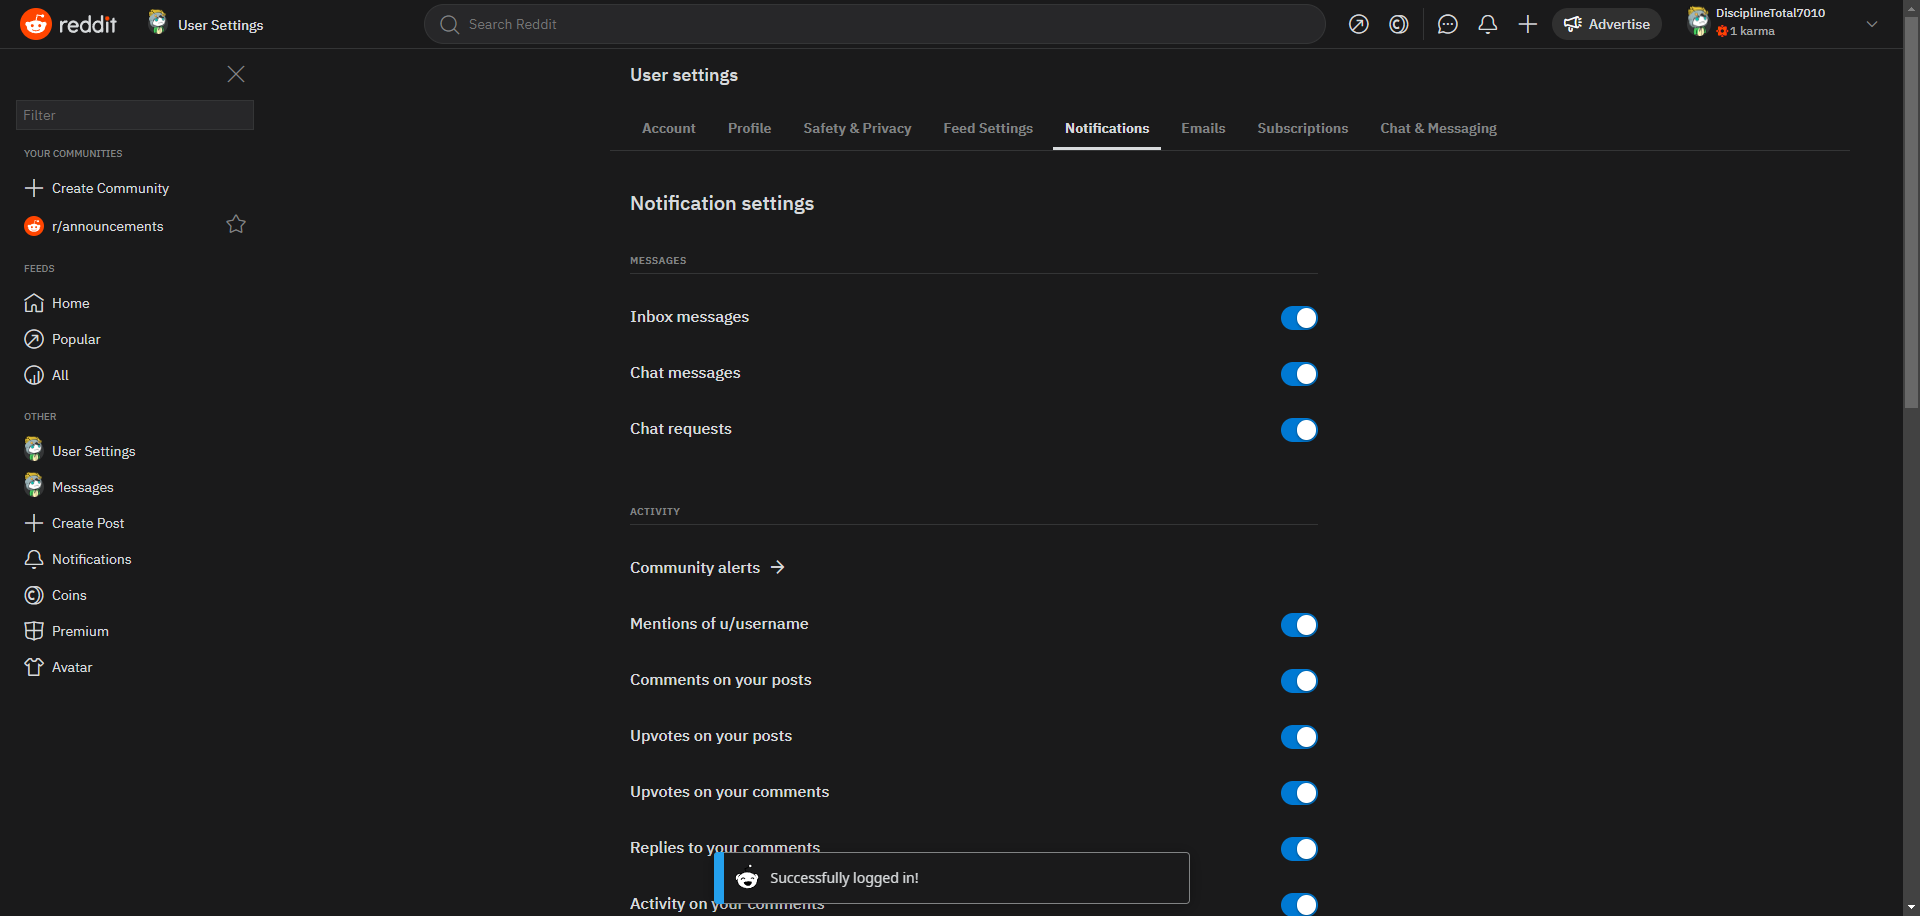 reddit
User Settings
Search Reddit
Advertise
DisciplineTotal7010
1 karma
Filter
YOUR COMMUNITIES
Create Community
r/announcements
FEEDS
Home
Popular
All
OTHER
User Settings
Messages
Create Post
Notifications
Coins
Premium
Avatar
User settings
Account Profile Safety & Privacy Feed Settings Notifications Emails Subscriptions Chat & Messaging
Notification settings
MESSAGES
Inbox messages
Chat messages
Chat requests
ACTIVITY
Community alerts →
Mentions of u/username
Comments on your posts
Upvotes on your posts
Upvotes on your comments
Replies to your comments
Successfully logged in!
Activity on your comments